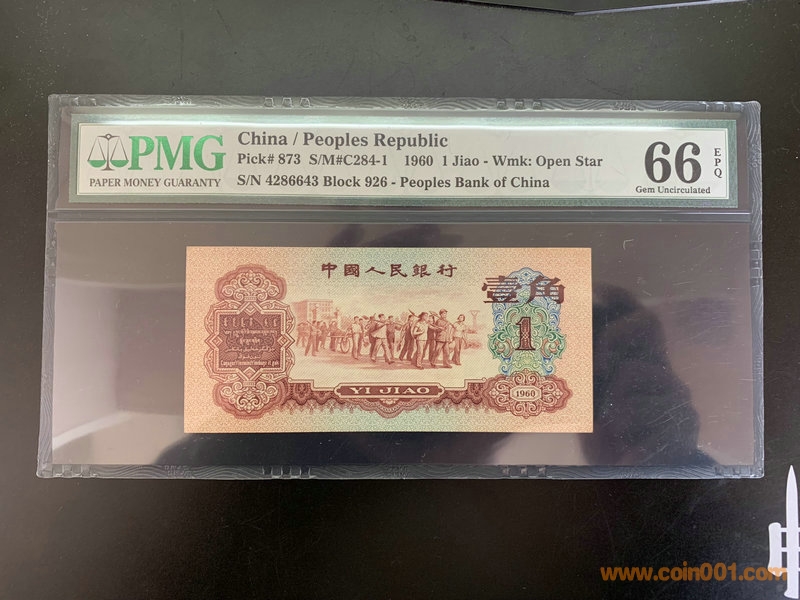 PMG
PAPER MONEY GUARANTY
China / Peoples Republic
Pick# 873 S/M#C284-1 1960 1 Jiao - Wmk: Open Star
S/N 4286643 Block 926 - Peoples Bank of China
66
EPQ
Gem Uncirculated
中國人民銀行
壹角
1
YI JIAO
1960
www.coin001.com